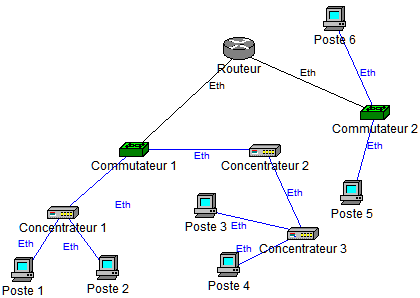 Poste 6
Routeur
Eth
Eth
Eth
Eth
Commutateur 2
Commutateur 1
Eth
Concentrateur 2
Eth
Eth
Eth
Poste 5
Concentrateur 1
Poste 3
Eth
Concentrateur 3
Eth
Eth
Eth
Poste 4
Poste 1
Poste 2